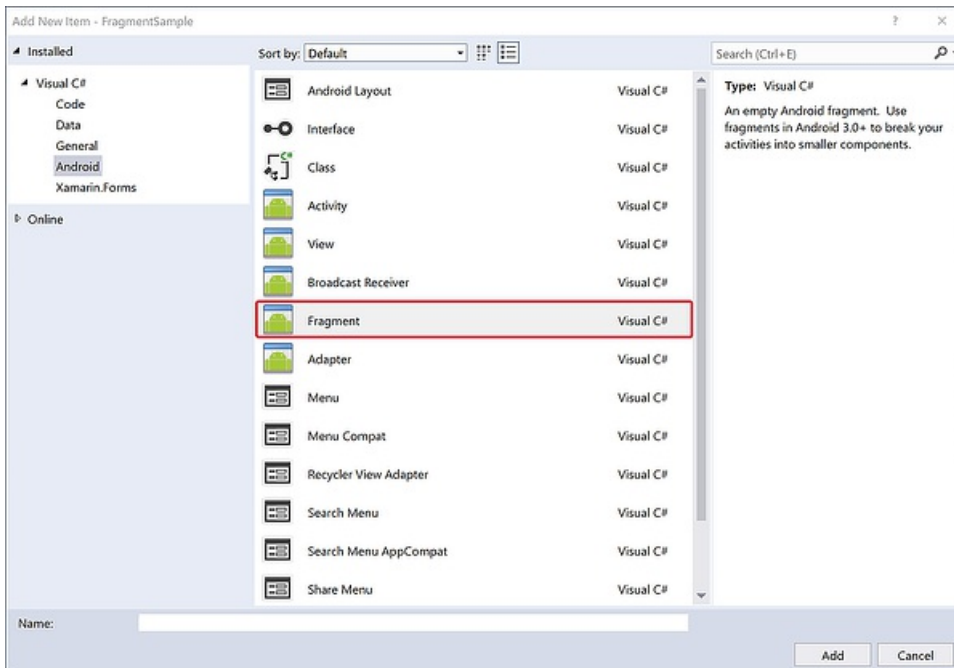 Add New Item - FragmentSample
Installed
Visual C#
Code
Data
General
Android
Xamarin.Forms
Online
Sort by: Default
Search (Ctrl+E)
Android Layout Visual C#
Interface Visual C#
Class Visual C#
Activity Visual C#
View Visual C#
Broadcast Receiver Visual C#
Fragment Visual C#
Adapter Visual C#
Menu Visual C#
Menu Compat Visual C#
Recycler View Adapter Visual C#
Search Menu Visual C#
Search Menu AppCompat Visual C#
Share Menu Visual C#
Type: Visual C#
An empty Android fragment. Use
fragments in Android 3.0+ to break your
activities into smaller components.
Name:
Add Cancel